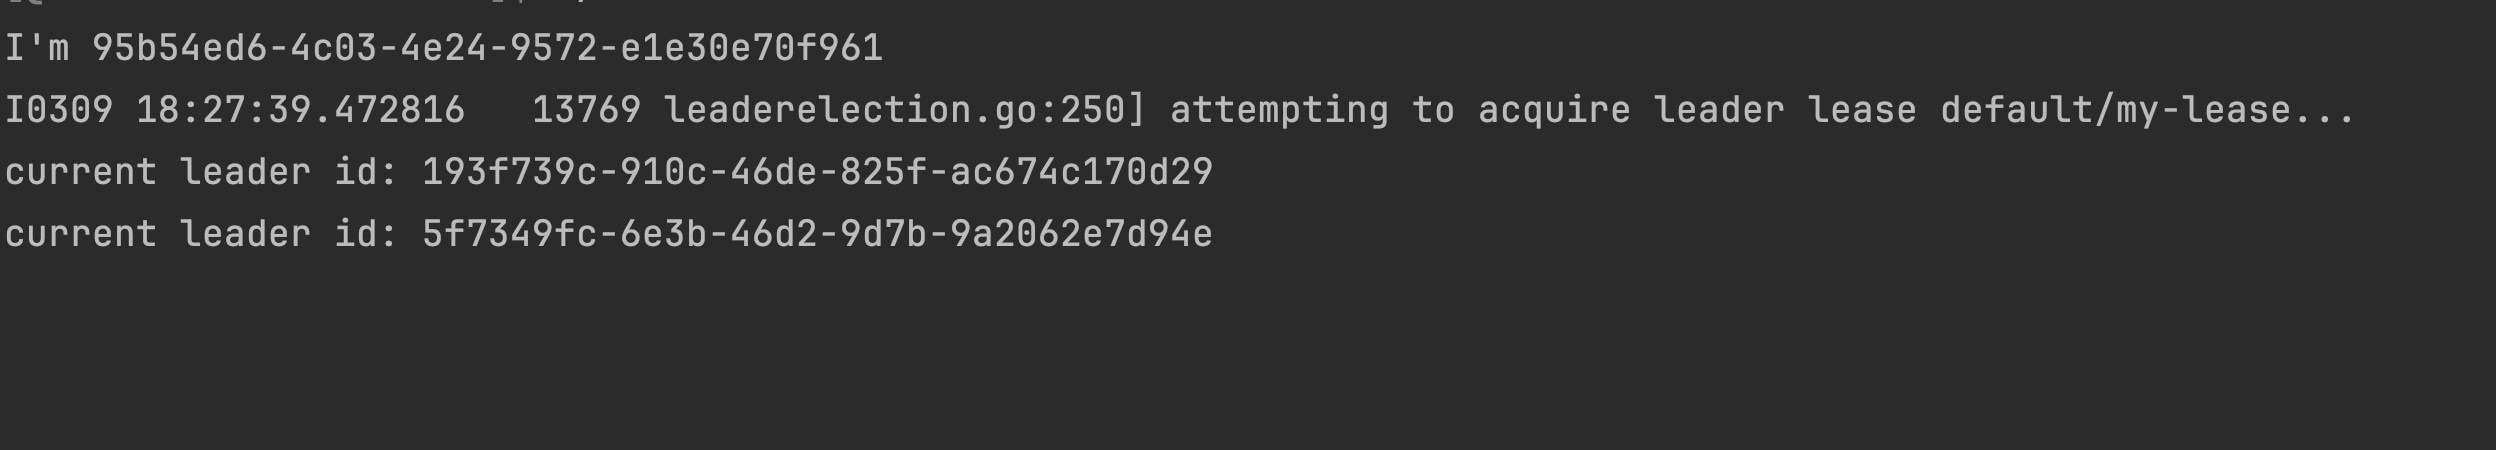 I'm 95b54ed6-4c03-4e24-9572-e1e30e70f961
I0309 18:27:39.472816   13769 leaderelection.go:250] attempting to acquire leader lease default/my-lease...
current leader id: 193f739c-910c-46de-825f-ac674c170d29
current leader id: 5f7349fc-6e3b-46d2-9d7b-9a2062e7d94e